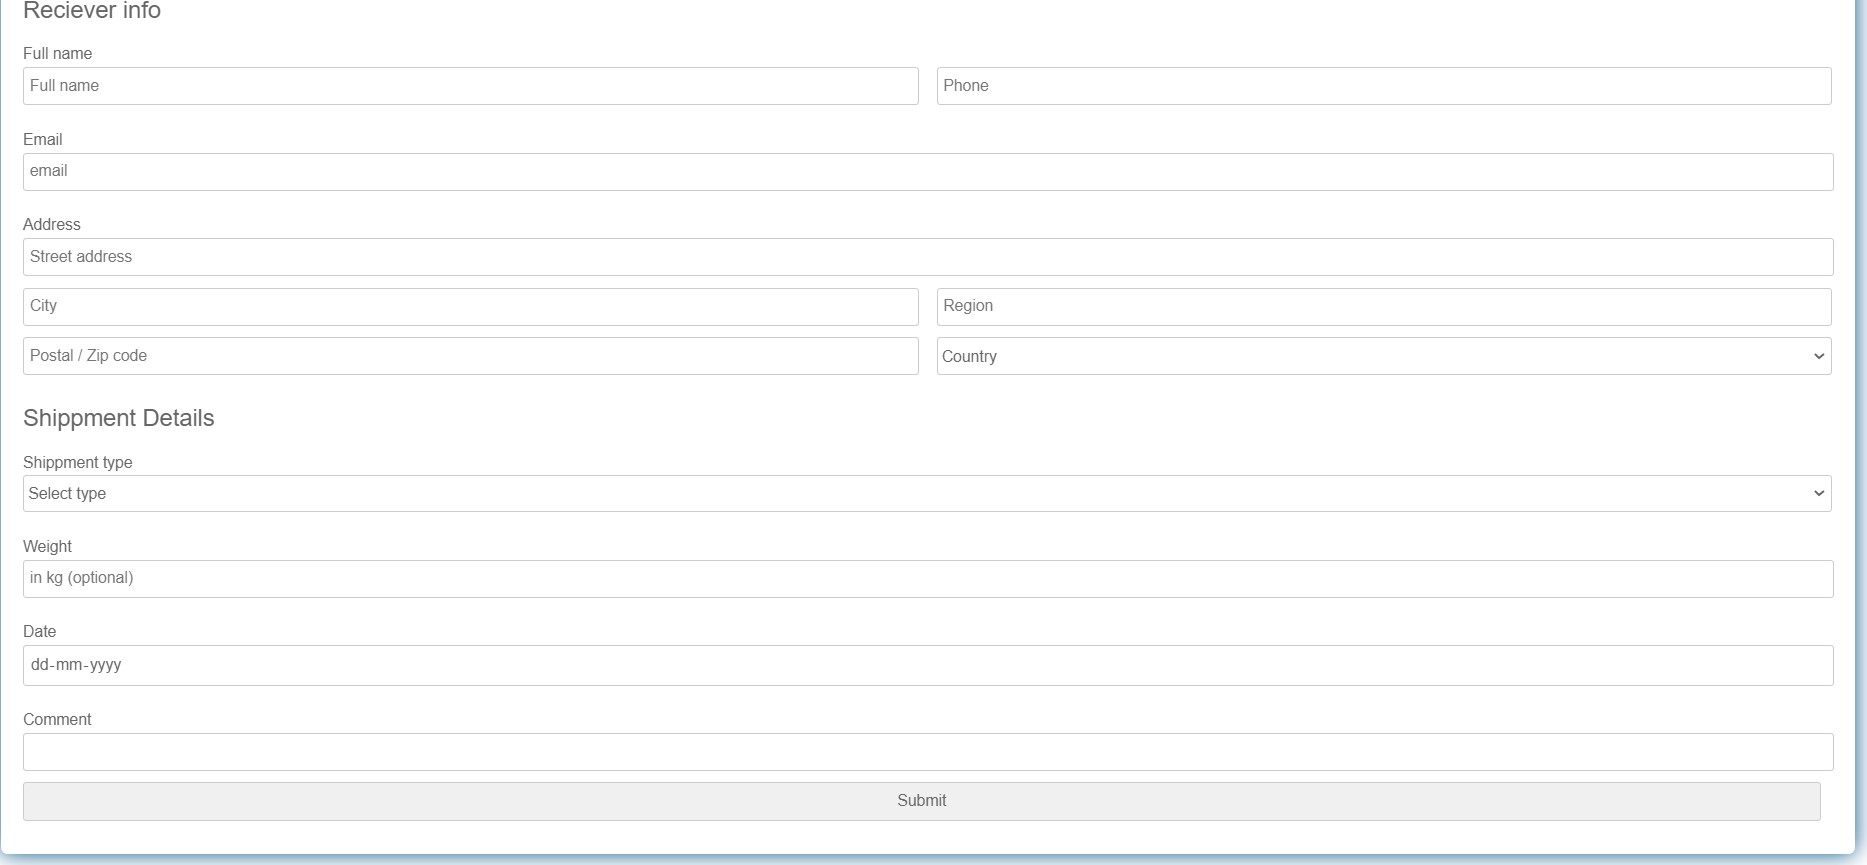 Reciever info
Full name
Full name
Phone
Email
email
Address
Street address
City
Region
Postal / Zip code
Country
Shippment Details
Shippment type
Select type
Weight
in kg (optional)
Date
dd-mm-yyyy
Comment
Submit